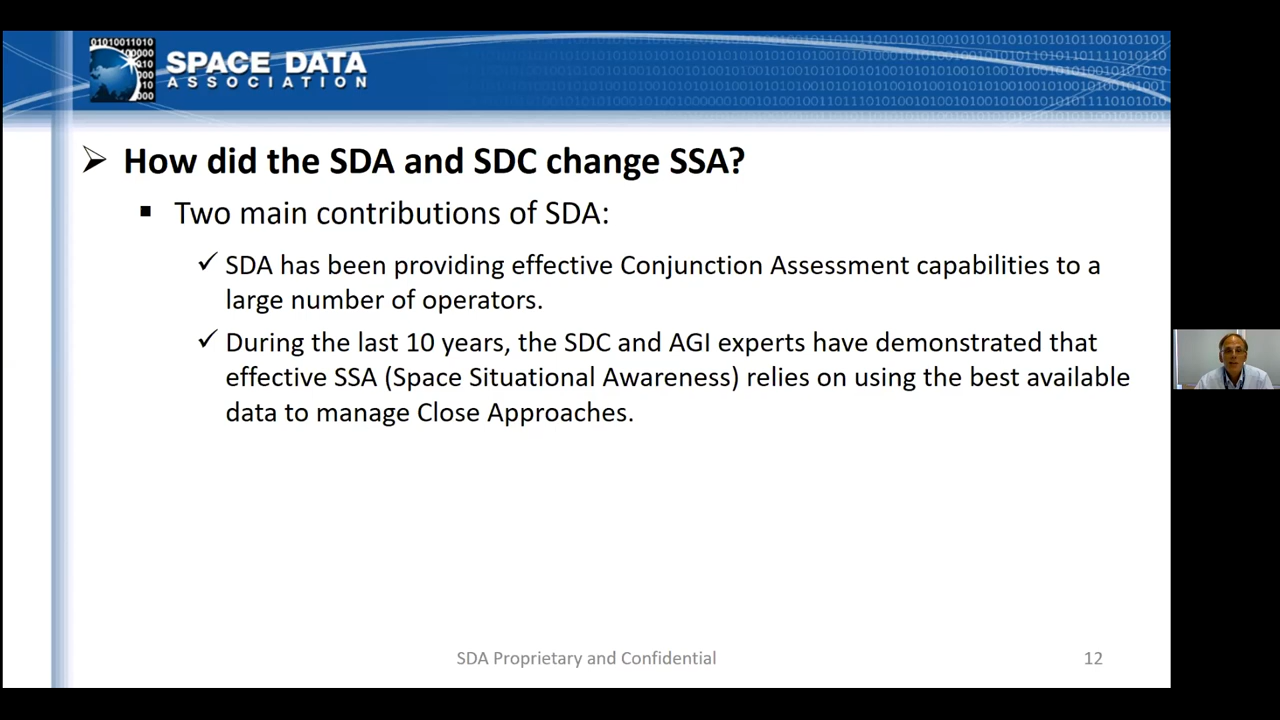 SPACE DATA
ASSOCIATION
How did the SDA and SDC change SSA?
Two main contributions of SDA:
SDA has been providing effective Conjunction Assessment capabilities to a
large number of operators.
During the last 10 years, the SDC and AGI experts have demonstrated that
effective SSA (Space Situational Awareness) relies on using the best available
data to manage Close Approaches.
SDA Proprietary and Confidential
12